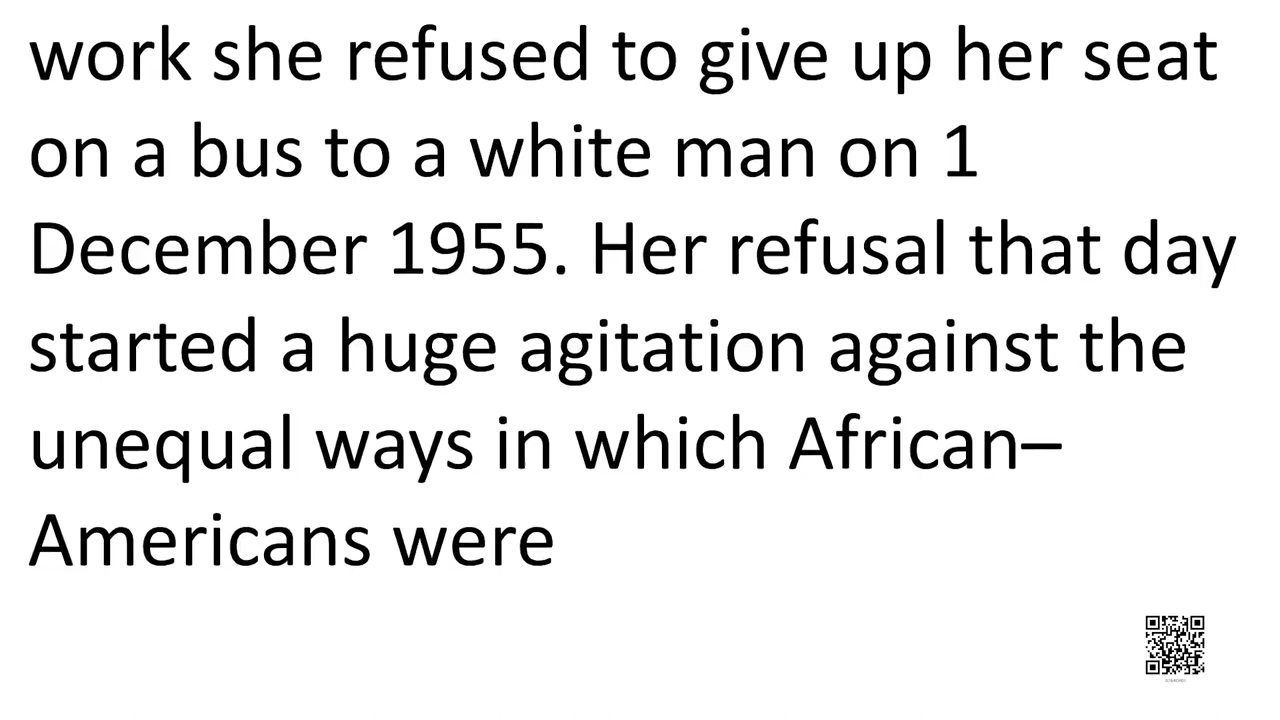 work she refused to give up her seat
on a bus to a white man on 1
December 1955. Her refusal that day
started a huge agitation against the
unequal ways in which African–
Americans were